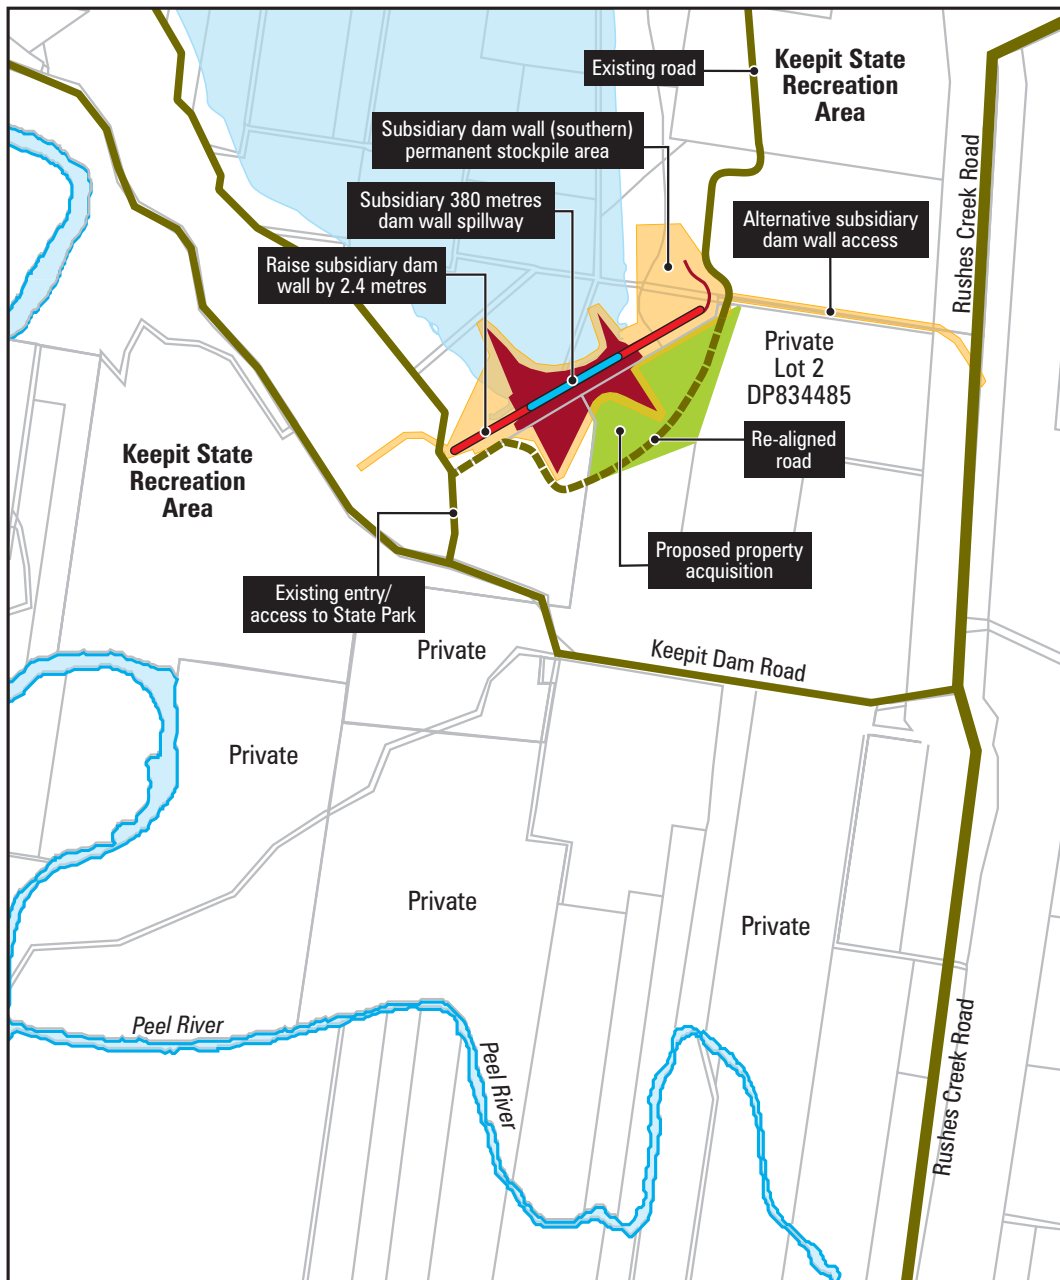 Keepit State
Recreation
Area
Existing road
Rushes Creek Road
Subsidiary dam wall (southern)
permanent stockpile area
Subsidiary 380 metres
dam wall spillway
Alternative subsidiary
dam wall access
Raise subsidiary dam
wall by 2.4 metres
Private
Lot 2
DP834485
Re-aligned
road
Keepit State
Recreation
Area
Proposed property
acquisition
Existing entry/
access to State Park
Private
Keepit Dam Road
Private
Private
Private
Peel River
Peel River
Rushes Creek Road